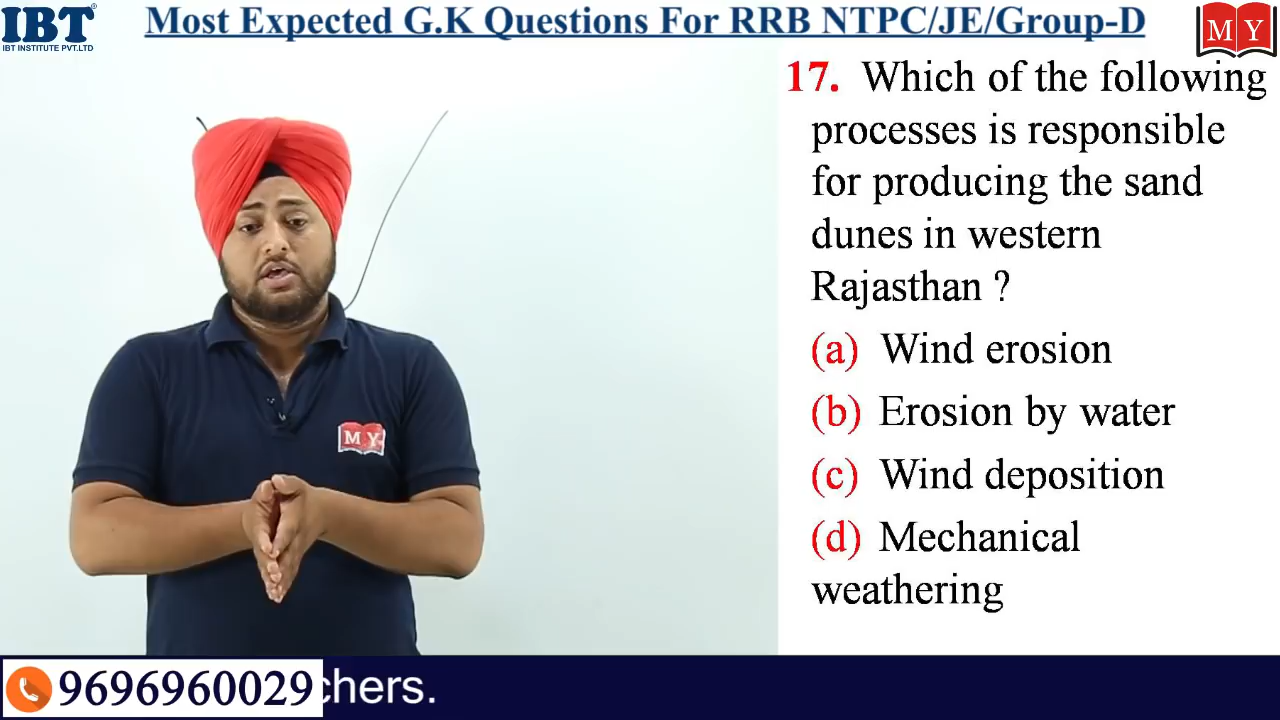 IBT
IBT INSTITUTE PVT.LTD
Most Expected G.K Questions For RRB NTPC/JE/Group-D
M Y
17. Which of the following
processes is responsible
for producing the sand
dunes in western
Rajasthan ?
(a) Wind erosion
(b) Erosion by water
(c) Wind deposition
(d) Mechanical
weathering
M Y
9696960029
chers.